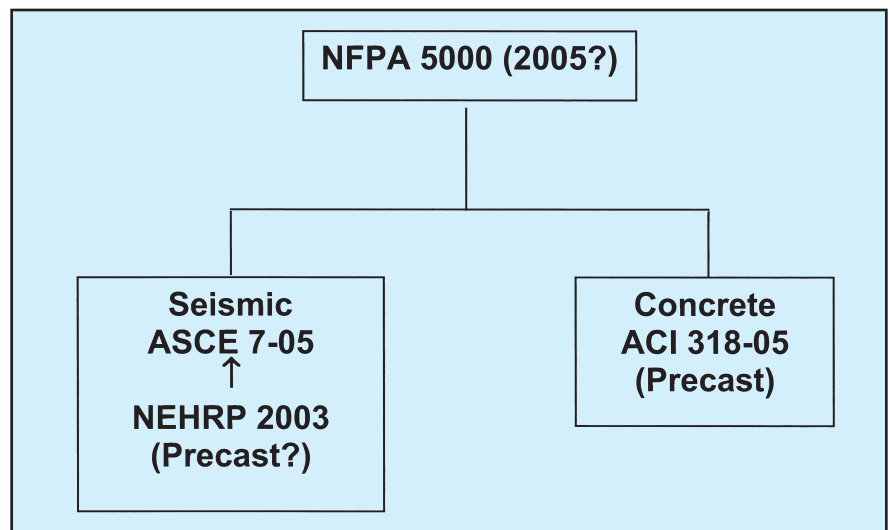 NFPA 5000 (2005?)
Seismic
ASCE 7-05
NEHRP 2003
(Precast?)
Concrete
ACI 318-05
(Precast)